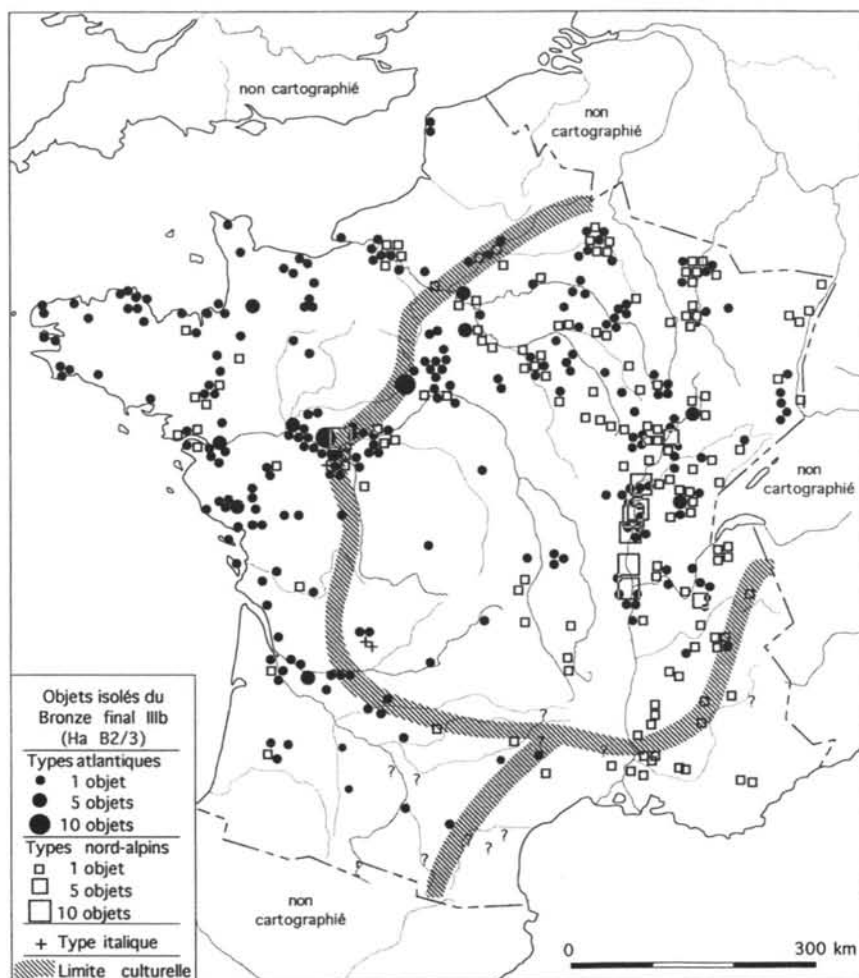 non cartographié
non
cartographié
non
cartographié
?
?
?
?
?
?
?
?
?
?
non
cartographié
Objets isolés du
Bronze final IIIb
(Ha B2/3)
Types atlantiques
1 objet
5 objets
10 objets
Types nord-alpins
1 objet
5 objets
10 objets
+ Type italique
Limite culturelle
0 300 km